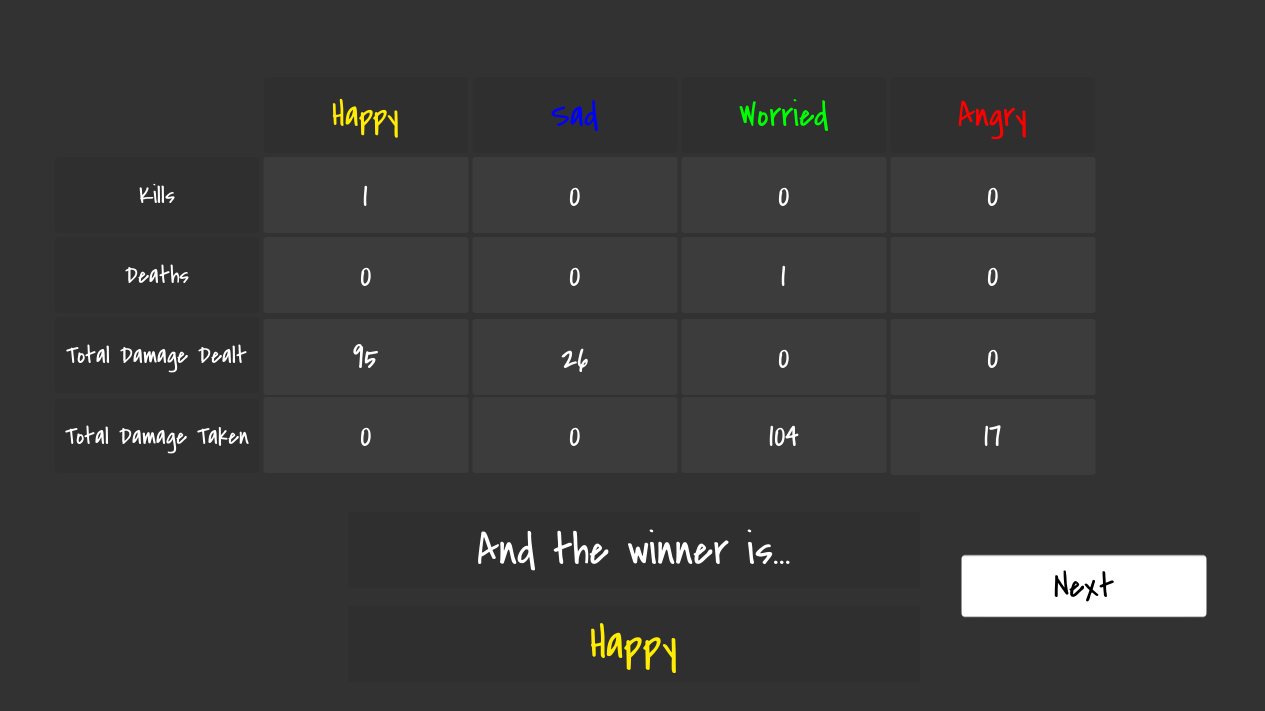 Happy Sad Worried Angry
Kills 1 0 0 0
Deaths 0 0 1 0
Total Damage Dealt 95 26 0 0
Total Damage Taken 0 0 104 17
And the winner is...
Next
Happy